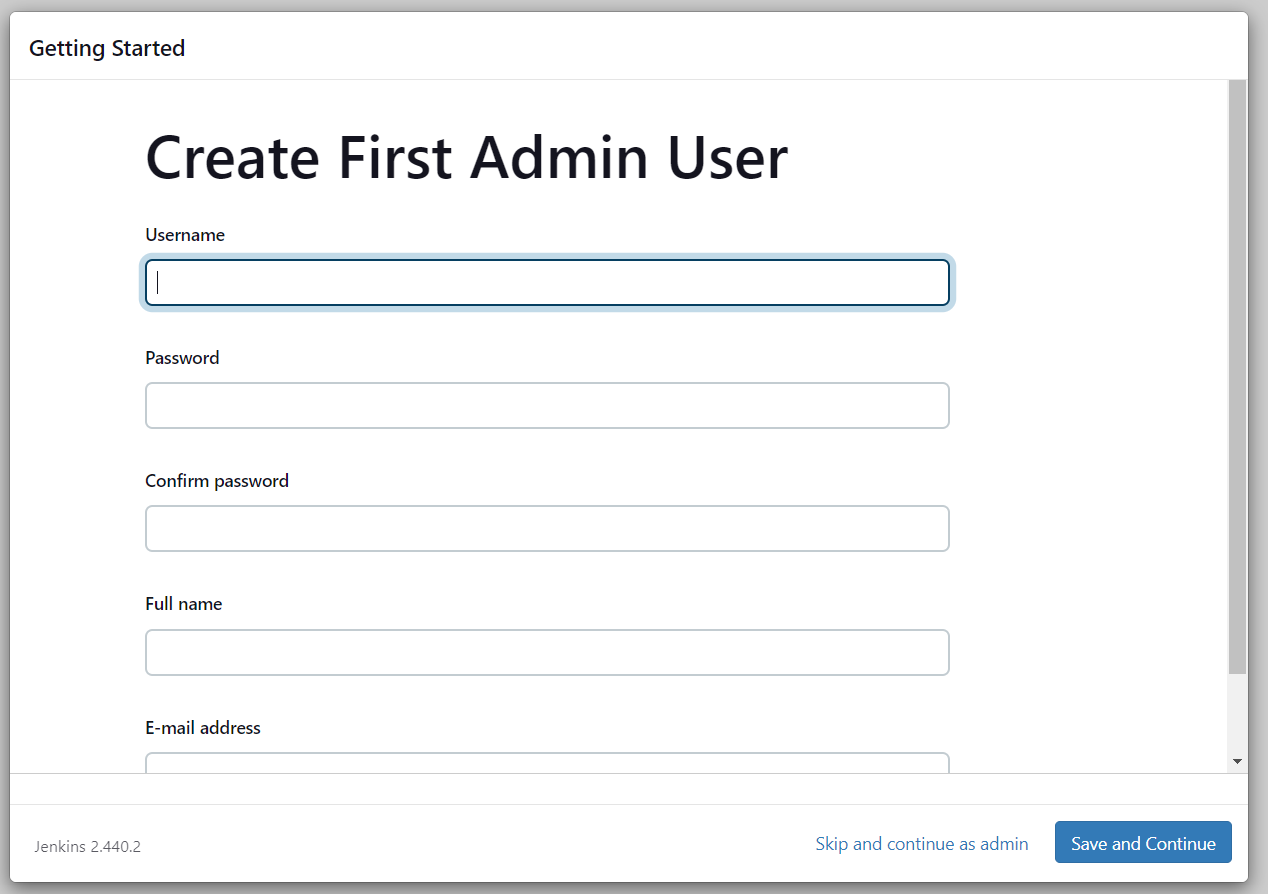 Getting Started
Create First Admin User
Username
Password
Confirm password
Full name
E-mail address
Jenkins 2.440.2
Skip and continue as admin
Save and Continue